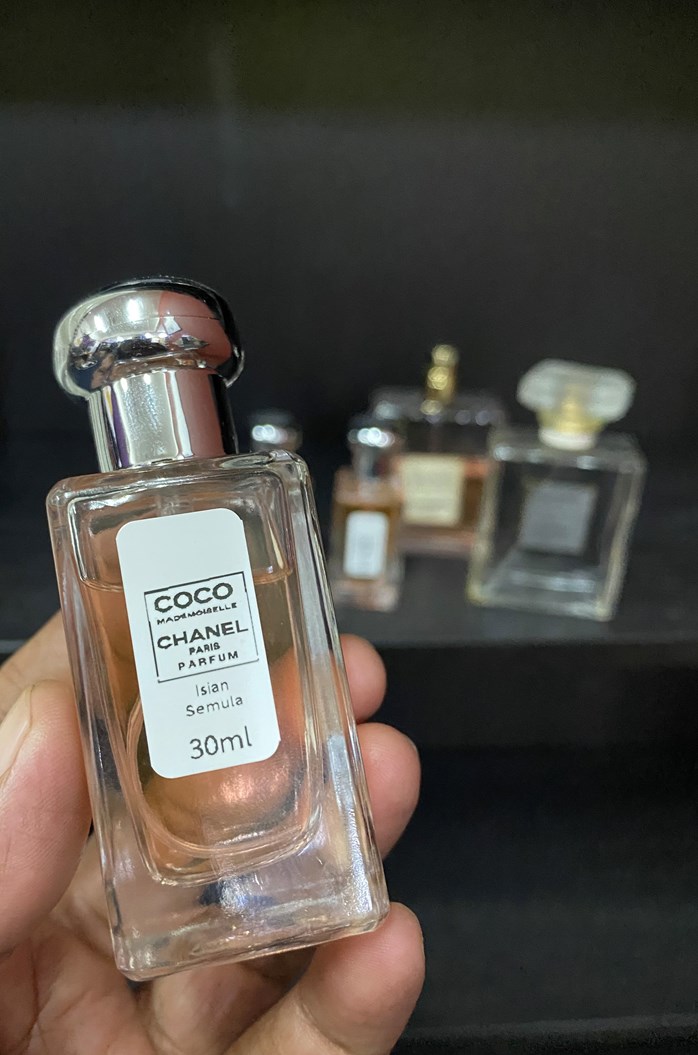 COCO
MADEMOISELLE
CHANEL
PARIS
PARFUM
Isian
Semula
30ml